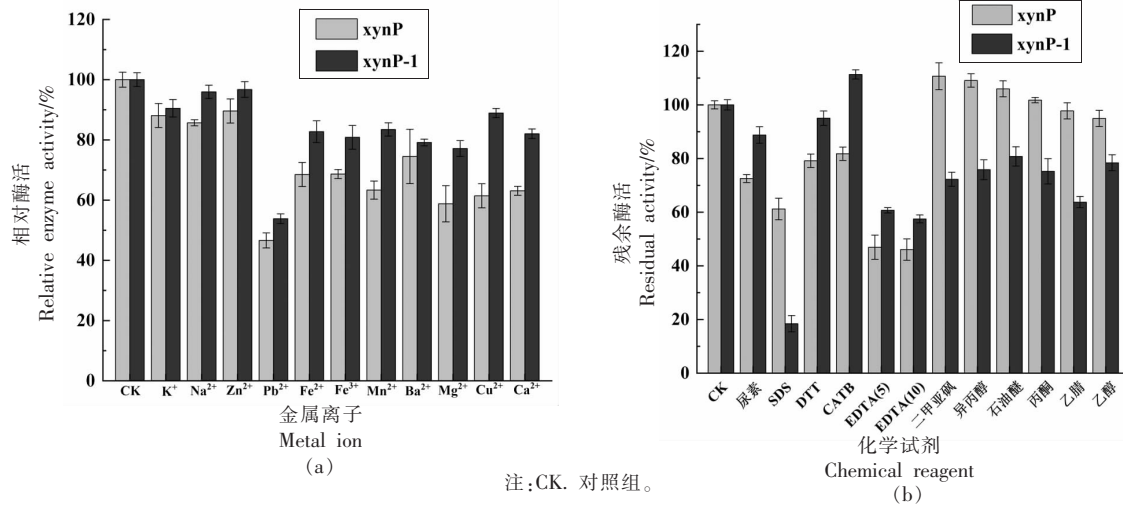 120
100
80
60
40
20
0
相对酶活
Relative enzyme activity/%
xynP
xynP-1
CK K⁺ Na²⁺ Zn²⁺ Pb²⁺ Fe²⁺ Fe³⁺ Mn²⁺ Ba²⁺ Mg²⁺ Cu²⁺ Ca²⁺
金属离子
Metal ion
(a)
120
100
80
60
40
20
0
残余酶活
Residual activity/%
xynP
xynP-1
CK 尿素 SDS DTT CATB EDTA(5) EDTA(10) 二甲亚砜 异丙醇 石油醚 丙酮 乙腈 乙醇
化学试剂
Chemical reagent
(b)
注:CK. 对照组。